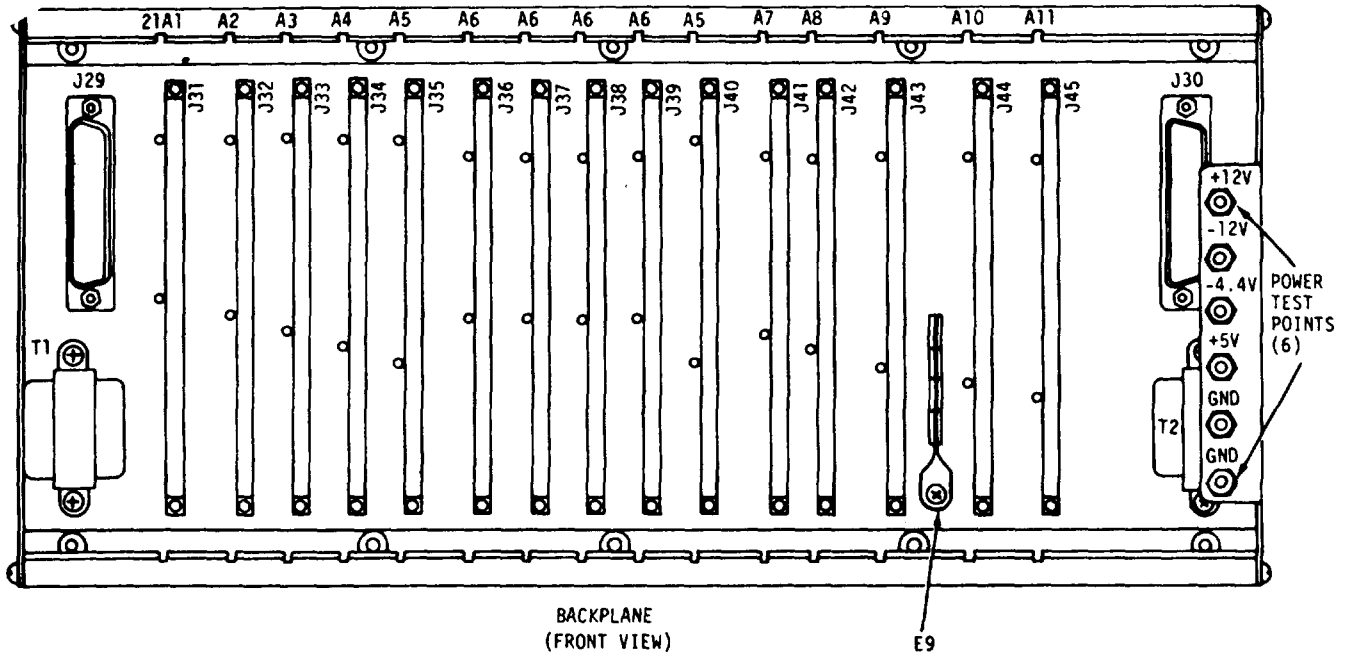 21A1 A2 A3 A4 A5 A6 A6 A6 A6 A5 A7 A8 A9 A10 A11
J29 J31 J32 J33 J34 J35 J36 J37 J38 J39 J40 J41 J42 J43 J44 J45 J30
+12V
-12V
-4.4V
+5V
GND
GND
POWER
TEST
POINTS
(6)
T1
T2
BACKPLANE
(FRONT VIEW)
E9